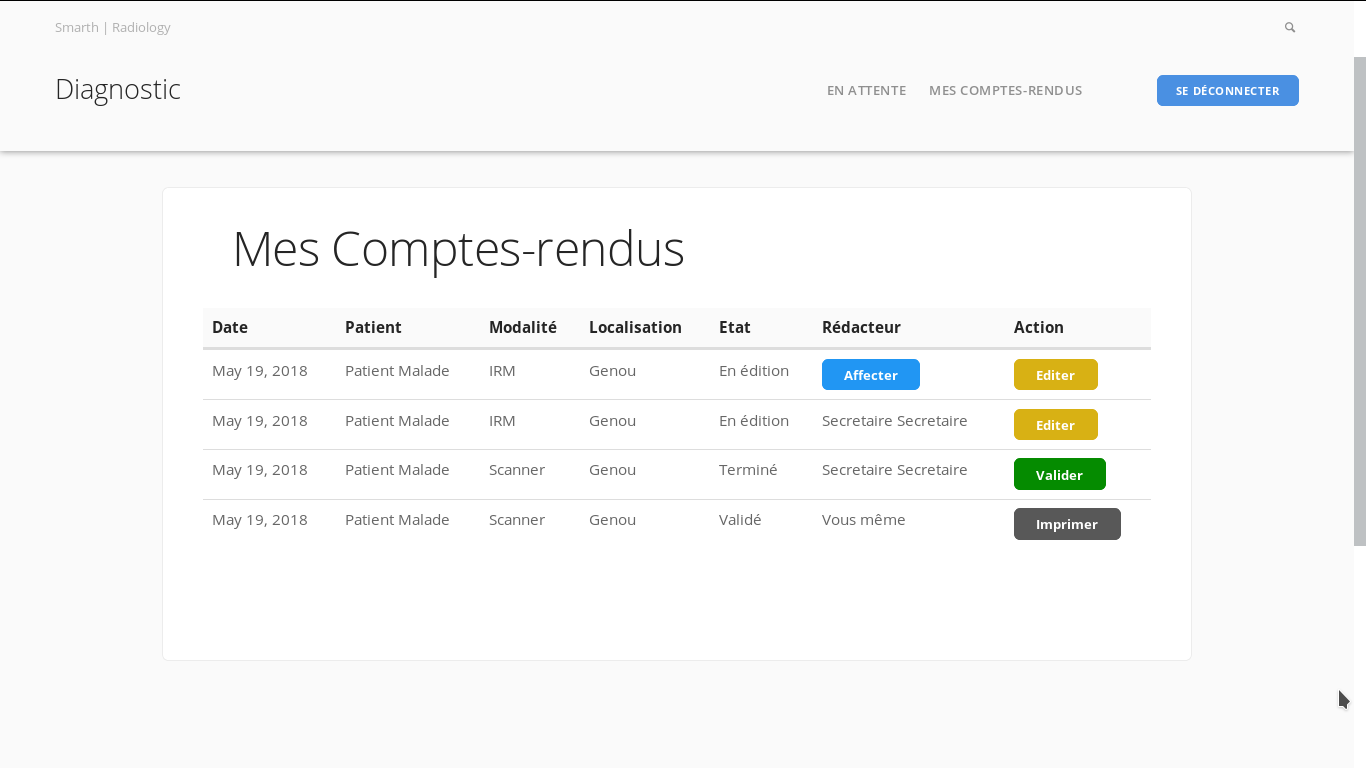 Smarth | Radiology
Diagnostic EN ATTENTE MES COMPTES-RENDUS SE DÉCONNECTER
Mes Comptes-rendus
Date Patient Modalité Localisation Etat Rédacteur Action
May 19, 2018 Patient Malade IRM Genou En édition Affecter Editer
May 19, 2018 Patient Malade IRM Genou En édition Secretaire Secretaire Editer
May 19, 2018 Patient Malade Scanner Genou Terminé Secretaire Secretaire Valider
May 19, 2018 Patient Malade Scanner Genou Validé Vous même Imprimer